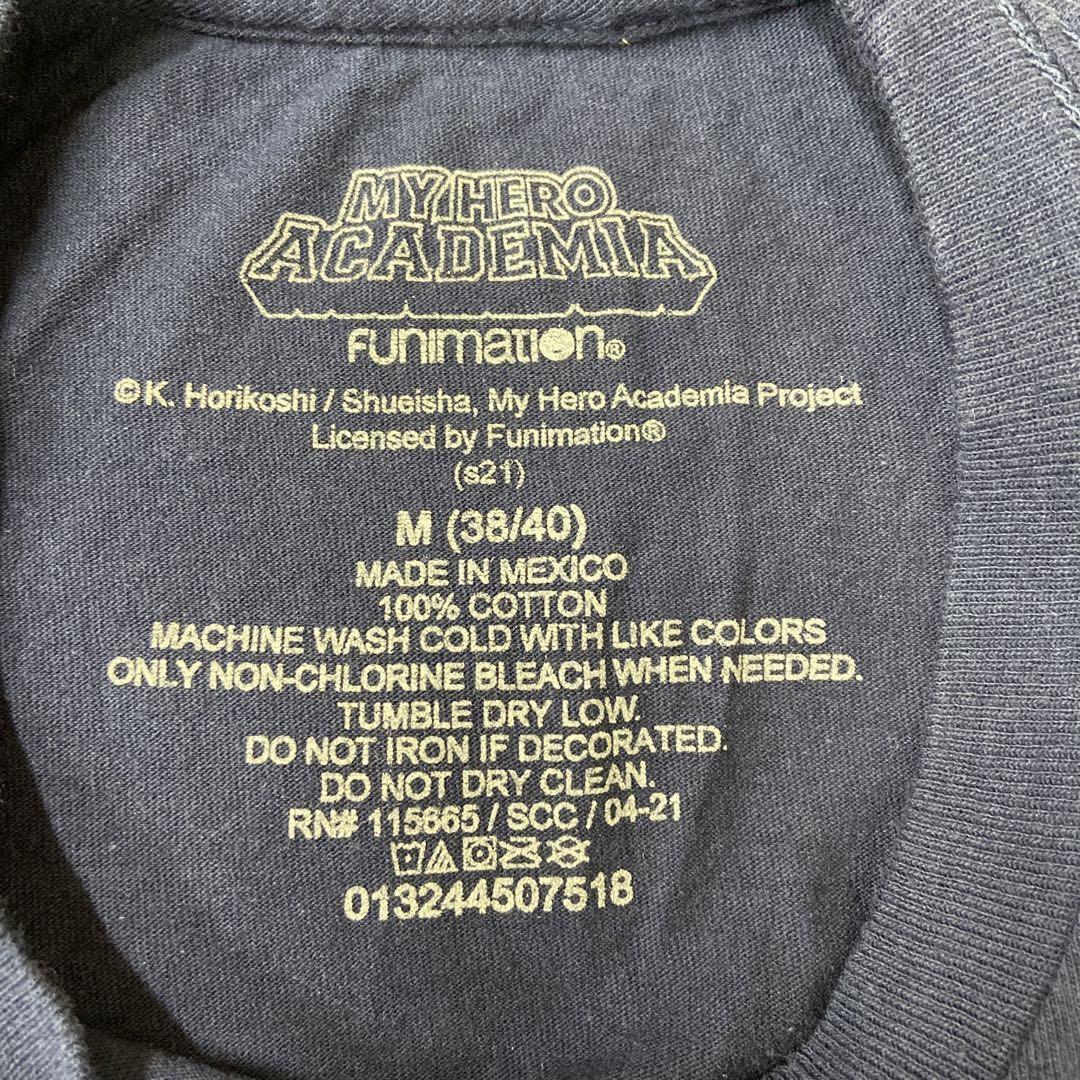 MY HERO
ACADEMIA
FUNIMATION®
©K. Horikoshi / Shueisha, My Hero Academia Project
Licensed by Funimation®
(s21)
M (38/40)
MADE IN MEXICO
100% COTTON
MACHINE WASH COLD WITH LIKE COLORS
ONLY NON-CHLORINE BLEACH WHEN NEEDED.
TUMBLE DRY LOW.
DO NOT IRON IF DECORATED.
DO NOT DRY CLEAN.
RN# 115665 / SCC / 04-21
013244507518